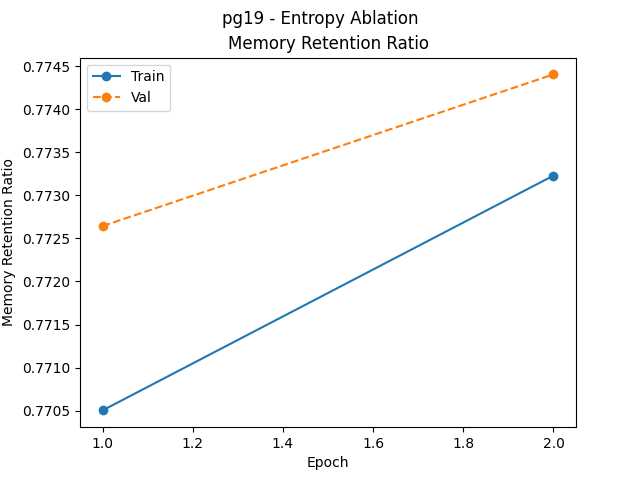 pg19 - Entropy Ablation
Memory Retention Ratio
Train
Val
Memory Retention Ratio
0.7745
0.7740
0.7735
0.7730
0.7725
0.7720
0.7715
0.7710
0.7705
1.0 1.2 1.4 1.6 1.8 2.0
Epoch